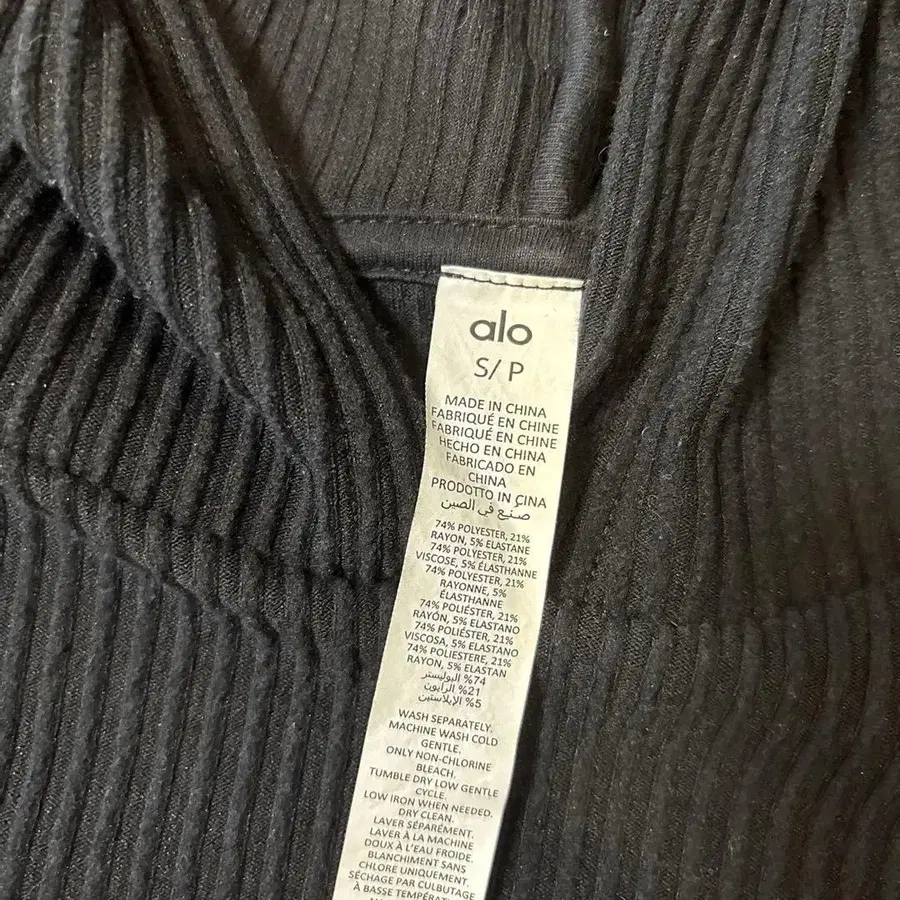 alo
S/ P
MADE IN CHINA
FABRIQUÉ EN CHINE
FABRIQUÉ EN CHINE
HECHO EN CHINA
FABRICADO EN
CHINA
PRODOTTO IN CINA
صنع في الصين
74% POLYESTER, 21%
RAYON, 5% ELASTANE
74% POLYESTER, 21%
VISCOSE, 5% ÉLASTHANNE
74% POLYESTER, 21%
RAYONNE, 5%
ÉLASTHANNE
74% POLIÉSTER, 21%
RAYÓN, 5% ELASTANO
74% POLIÉSTER, 21%
VISCOSA, 5% ELASTANO
74% POLIESTERE, 21%
RAYON, 5% ELASTAN
74% البوليستر
21% الرايون
5% الإيلاستين
WASH SEPARATELY.
MACHINE WASH COLD
GENTLE.
ONLY NON-CHLORINE
BLEACH.
TUMBLE DRY LOW GENTLE
CYCLE.
LOW IRON WHEN NEEDED.
DRY CLEAN.
LAVER SÉPARÉMENT.
LAVER À LA MACHINE
DOUX À L'EAU FROIDE.
BLANCHIMENT SANS
CHLORE UNIQUEMENT.
SÉCHAGE PAR CULBUTAGE
À BASSE